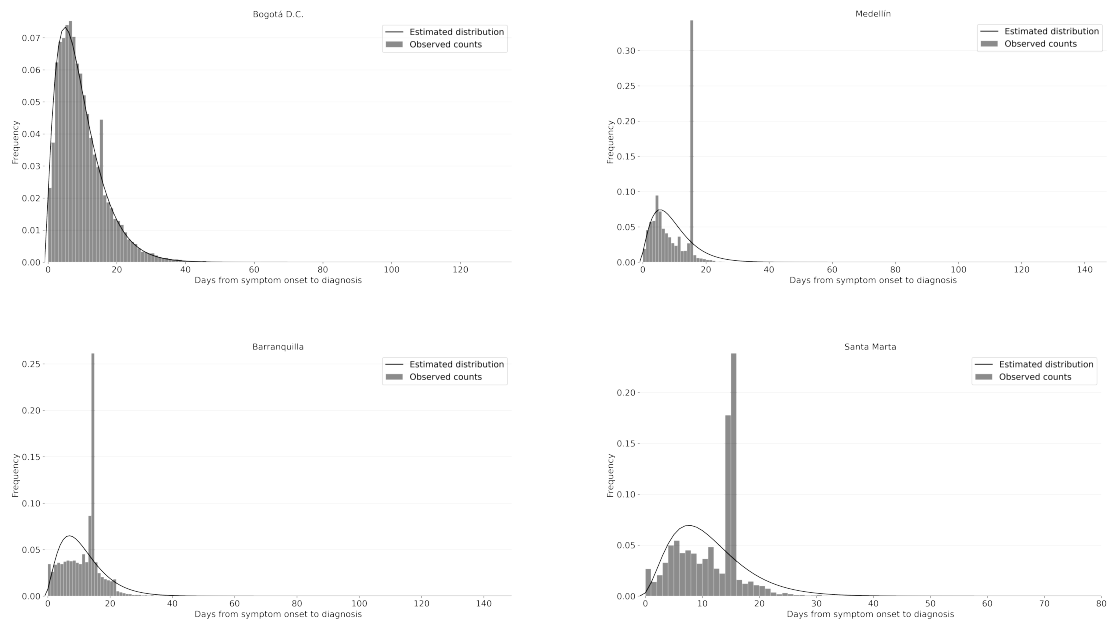 Bogotá D.C.
Estimated distribution
Observed counts
0.07
0.06
0.05
0.04
0.03
0.02
0.01
0.00
Frequency
0 20 40 60 80 100 120
Days from symptom onset to diagnosis
Medellín
Estimated distribution
Observed counts
0.30
0.25
0.20
0.15
0.10
0.05
0.00
Frequency
0 20 40 60 80 100 120 140
Days from symptom onset to diagnosis
Barranquilla
Estimated distribution
Observed counts
0.25
0.20
0.15
0.10
0.05
0.00
Frequency
0 20 40 60 80 100 120 140
Days from symptom onset to diagnosis
Santa Marta
Estimated distribution
Observed counts
0.20
0.15
0.10
0.05
0.00
Frequency
0 10 20 30 40 50 60 70 80
Days from symptom onset to diagnosis